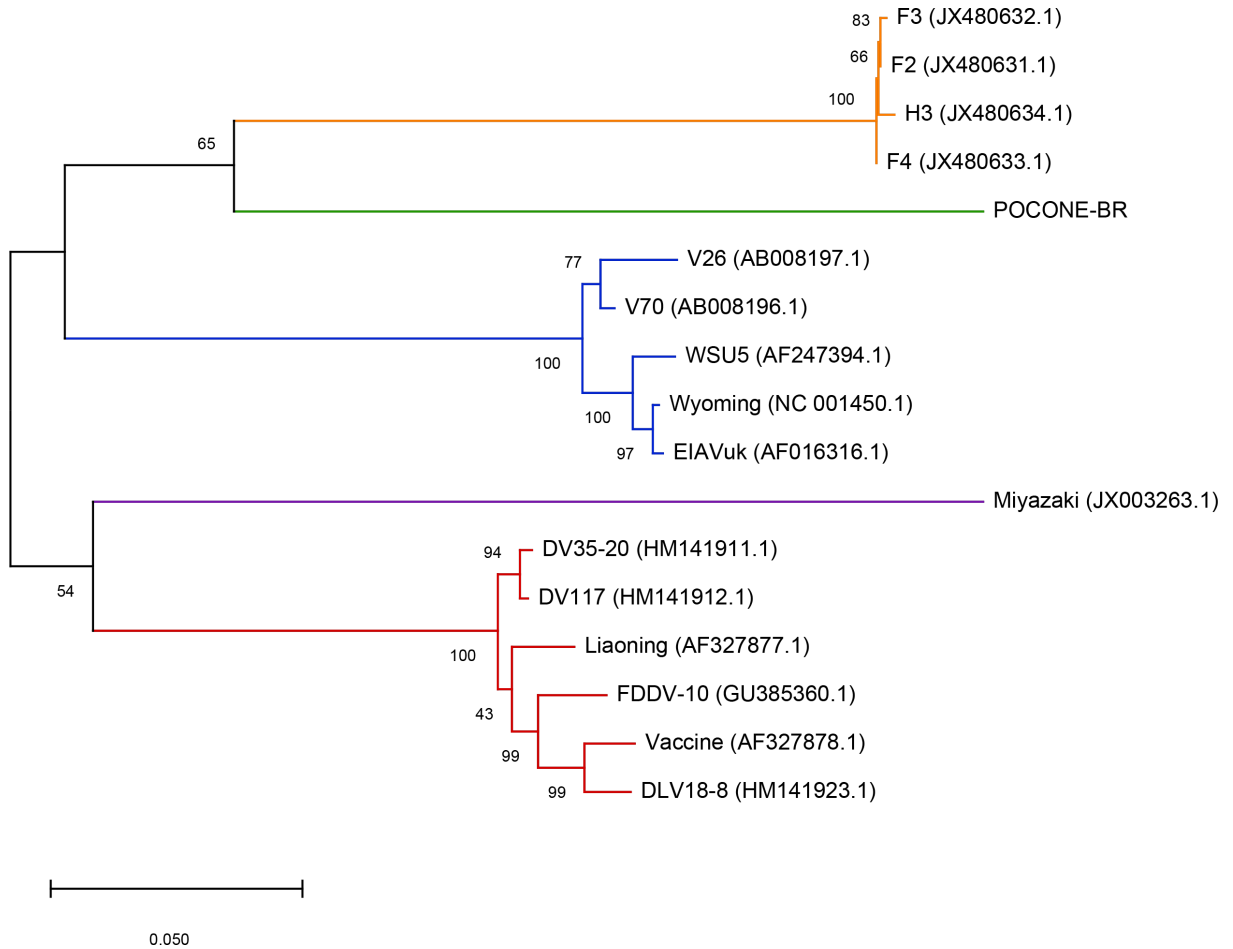 83
F3 (JX480632.1)
66
F2 (JX480631.1)
100
H3 (JX480634.1)
65
F4 (JX480633.1)
POCONE-BR
77
V26 (AB008197.1)
V70 (AB008196.1)
100
WSU5 (AF247394.1)
100
Wyoming (NC 001450.1)
97
EIAVuk (AF016316.1)
Miyazaki (JX003263.1)
94
DV35-20 (HM141911.1)
54
DV117 (HM141912.1)
100
Liaoning (AF327877.1)
43
FDDV-10 (GU385360.1)
99
Vaccine (AF327878.1)
99
DLV18-8 (HM141923.1)
0.050